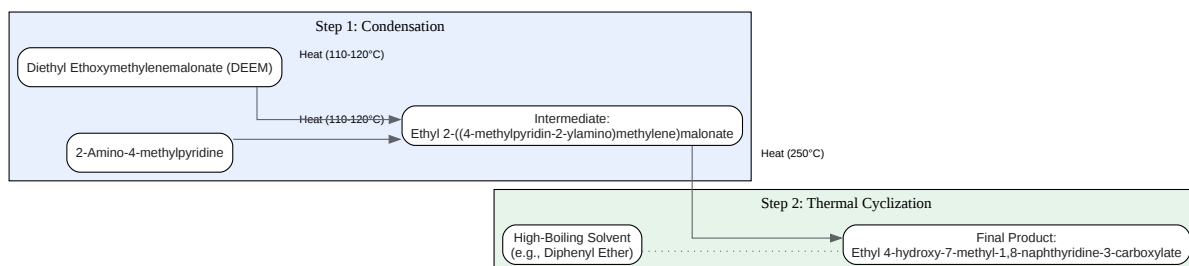 Step 1: Condensation
Diethyl Ethoxymethylenemalonate (DEEM)
Heat (110-120°C)
Heat (110-120°C)
Intermediate:
Ethyl 2-((4-methylpyridin-2-ylamino)methylene)malonate
2-Amino-4-methylpyridine
Heat (250°C)
Step 2: Thermal Cyclization
High-Boiling Solvent
(e.g., Diphenyl Ether)
Final Product:
Ethyl 4-hydroxy-7-methyl-1,8-naphthyridine-3-carboxylate